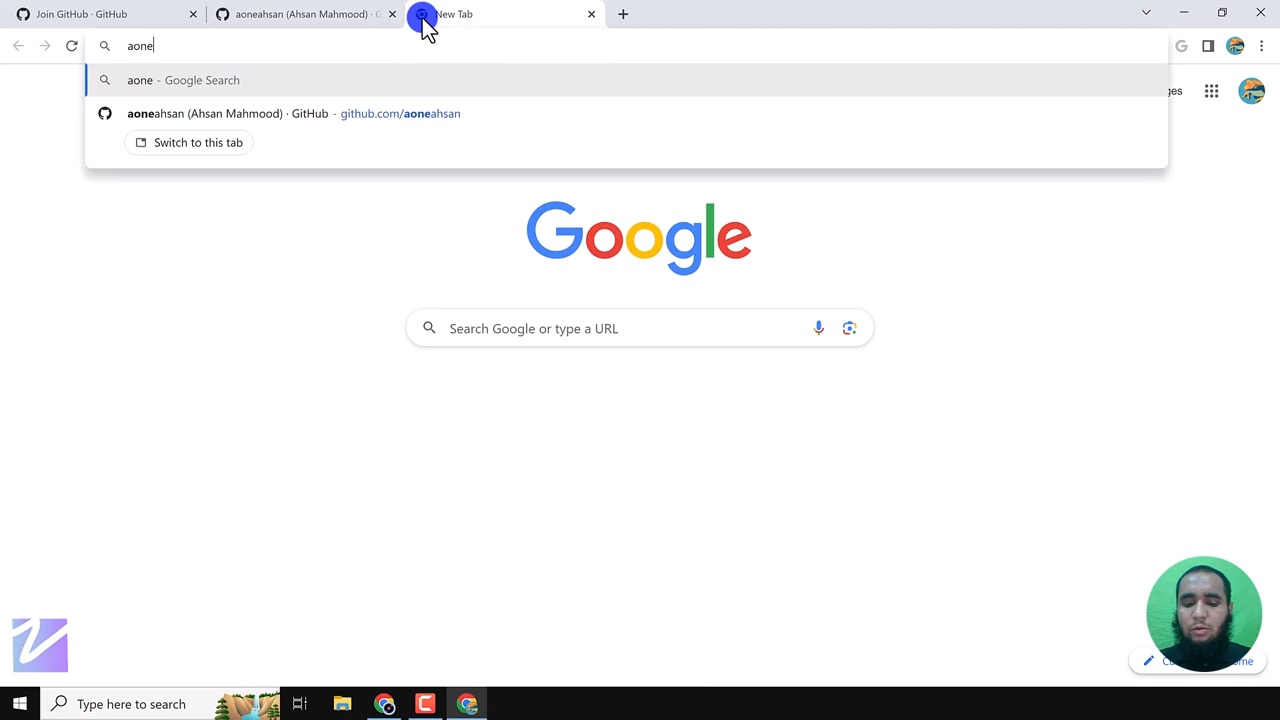 Join GitHub · GitHub
aoneahsan (Ahsan Mahmood) · G
New Tab
aone
G
aone - Google Search
aoneahsan (Ahsan Mahmood) · GitHub - github.com/aoneahsan
Switch to this tab
Google
Search Google or type a URL
Type here to search